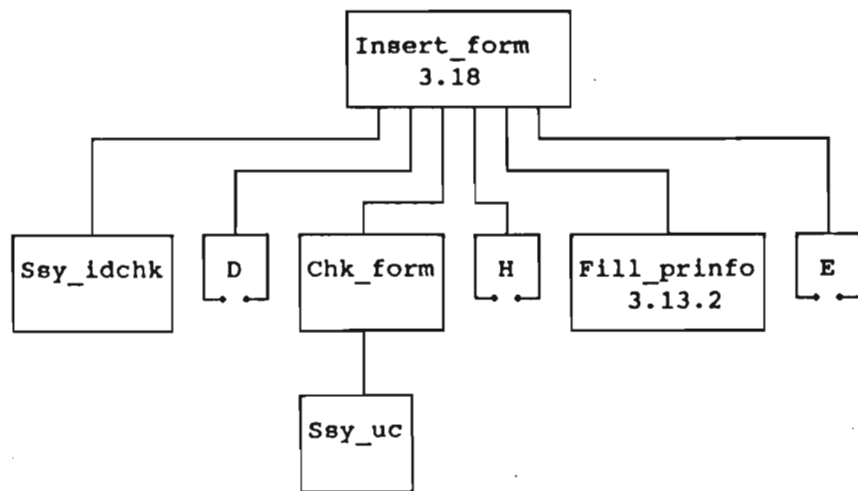 Insert_form
3.18
Ssy_idchk
D
Chk_form
H
Fill_prinfo
3.13.2
E
Ssy_uc